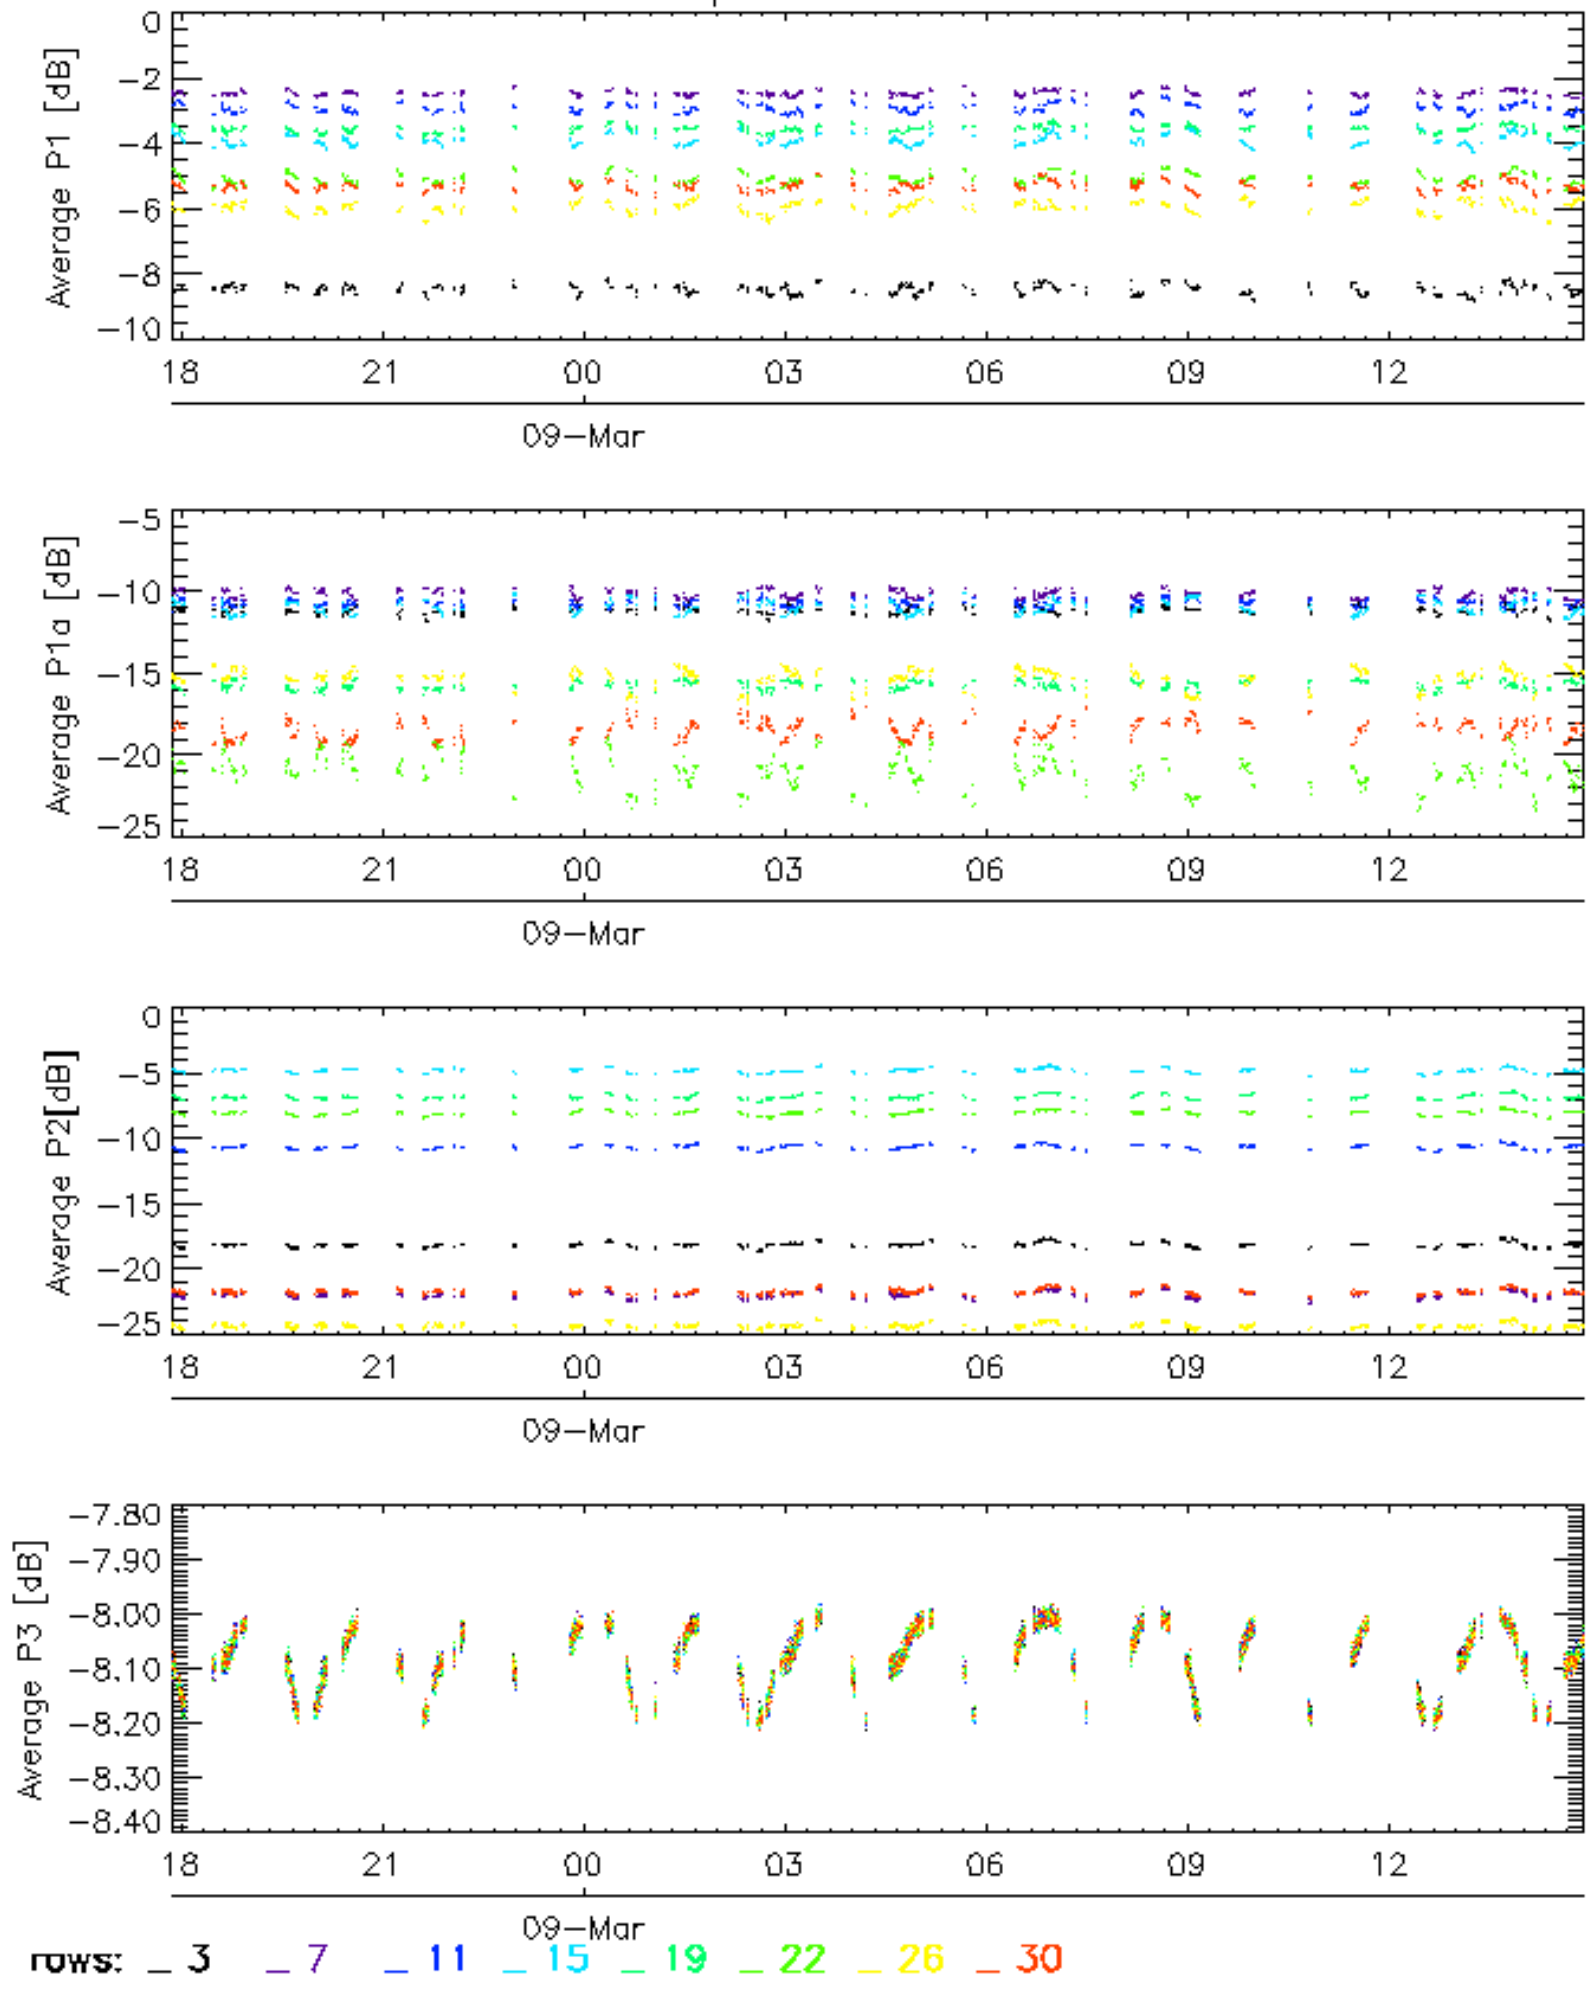 0
-2
-4
-6
-8
-10
Average P1 [dB]
18 21 00 03 06 09 12
09-Mar
-5
-10
-15
-20
-25
Average P1a [dB]
18 21 00 03 06 09 12
09-Mar
0
-5
-10
-15
-20
-25
Average P2[dB]
18 21 00 03 06 09 12
09-Mar
-7.80
-7.90
-8.00
-8.10
-8.20
-8.30
-8.40
Average P3 [dB]
18 21 00 03 06 09 12
09-Mar
rows: _ 3 _ 7 _ 11 _ 15 _ 19 _ 22 _ 26 _ 30